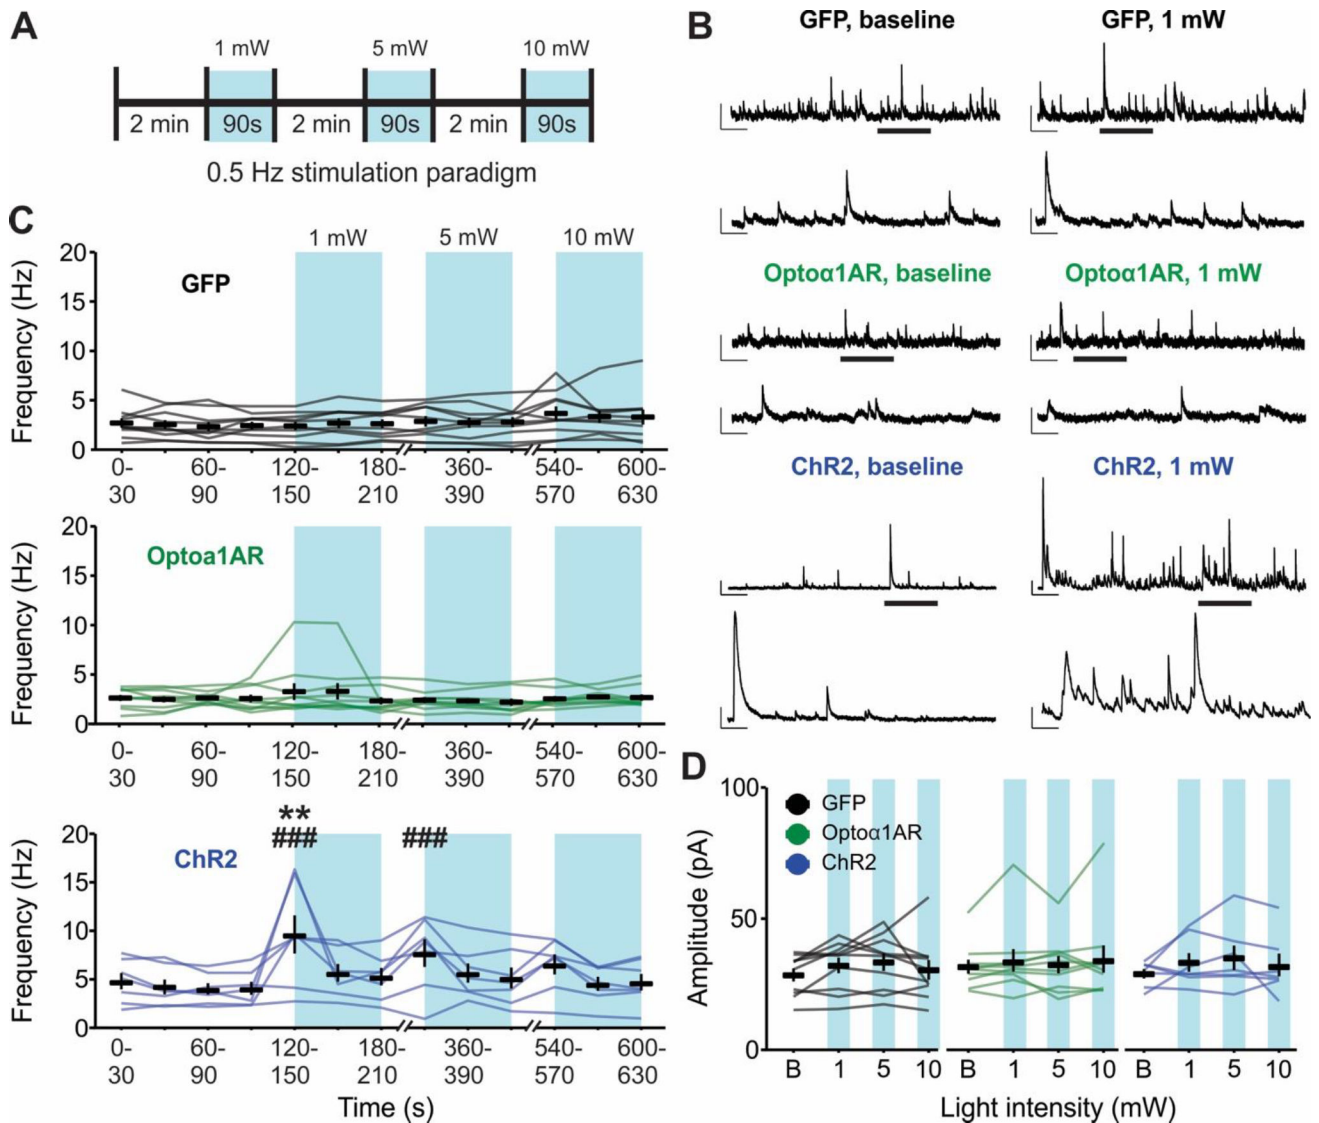 A
1 mW 5 mW 10 mW
2 min 90s 2 min 90s 2 min 90s
0.5 Hz stimulation paradigm
B
GFP, baseline GFP, 1 mW
Optoα1AR, baseline Optoα1AR, 1 mW
ChR2, baseline ChR2, 1 mW
C
1 mW 5 mW 10 mW
GFP
Frequency (Hz)
20
15
10
5
0
0- 60- 120- 180- 360- 540- 600-
30 90 150 210 390 570 630
Optoa1AR
Frequency (Hz)
20
15
10
5
0
0- 60- 120- 180- 360- 540- 600-
30 90 150 210 390 570 630
**
### ###
ChR2
Frequency (Hz)
20
15
10
5
0
0- 60- 120- 180- 360- 540- 600-
30 90 150 210 390 570 630
Time (s)
D
GFP
Optoα1AR
ChR2
Amplitude (pA)
100
50
0
B 1 5 10 B 1 5 10 B 1 5 10
Light intensity (mW)